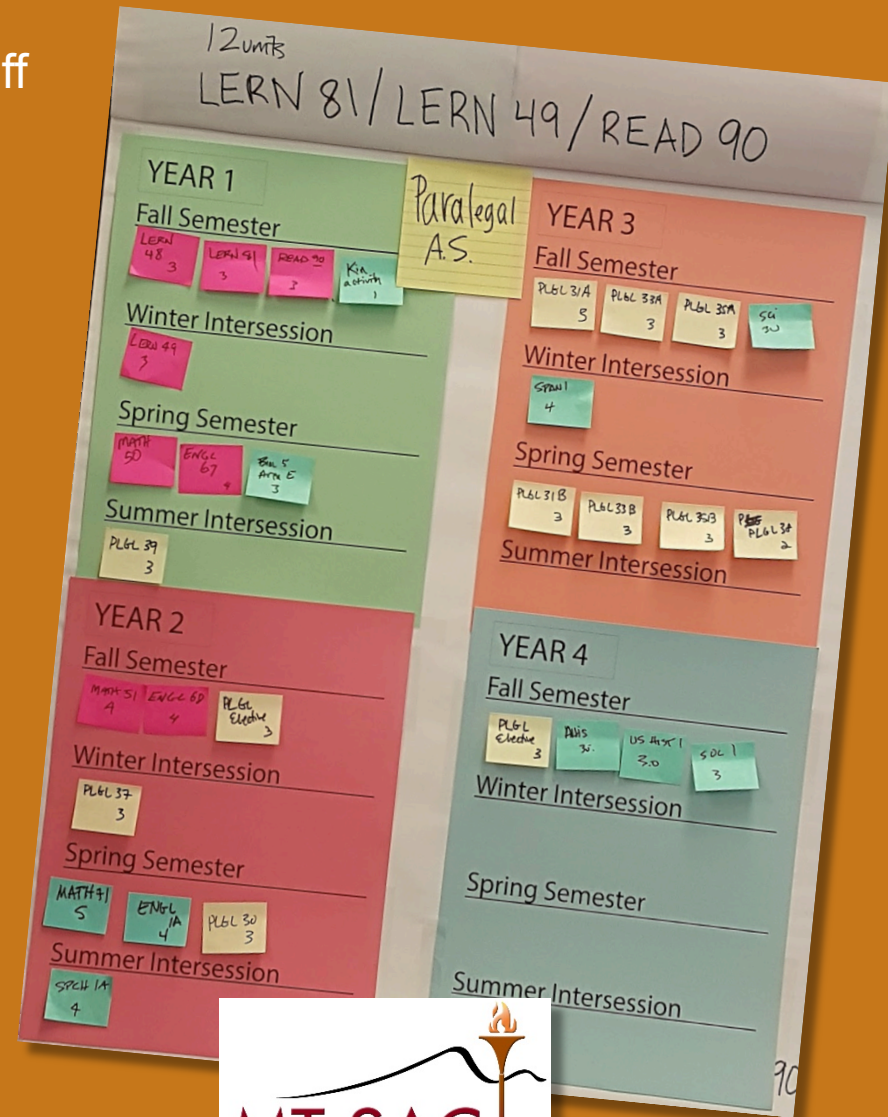 ff
12 units
LERN 81/LERN 49/READ 90
Paralegal
A.S.
YEAR 1
Fall Semester
LERN
48
3
LERN 81
3
READ 90
3
Kin
activity
1
Winter Intersession
LERN 49
3
Spring Semester
MATH
50
ENGL
67
4
Area E
3
Summer Intersession
PLGL 39
3
YEAR 2
Fall Semester
MATH 51
4
ENGL 68
4
PLGL
Elective
3
Winter Intersession
PLGL 37
3
Spring Semester
MATH 71
5
ENGL
1A
4
PLGL 30
3
Summer Intersession
SPCH 1A
4
YEAR 3
Fall Semester
PLGL 31A
3
PLGL 33A
3
PLGL 35A
3
Sci
Winter Intersession
SPAN 1
4
Spring Semester
PLGL 31B
3
PLGL 33B
3
PLGL 35B
3
PLGL
2
Summer Intersession
YEAR 4
Fall Semester
PLGL
Elective
3
US Hist 1
3.0
SOC 1
3
Winter Intersession
Spring Semester
Summer Intersession
90
MT SAC